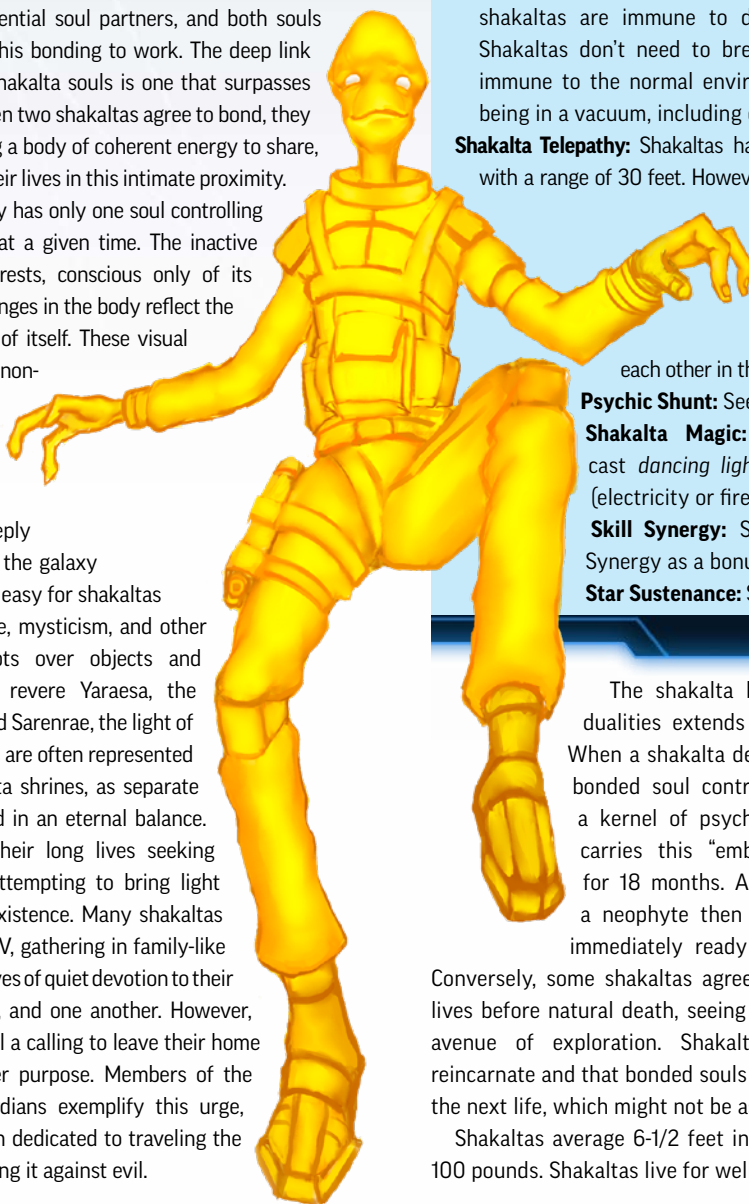 ential soul partners, and both souls
his bonding to work. The deep link
hakalta souls is one that surpasses
en two shakaltas agree to bond, they
g a body of coherent energy to share,
eir lives in this intimate proximity.
y has only one soul controlling
at a given time. The inactive
rests, conscious only of its
nges in the body reflect the
of itself. These visual
non-
eply
the galaxy
easy for shakaltas
e, mysticism, and other
pts over objects and
revere Yaraesa, the
d Sarenrae, the light of
are often represented
ta shrines, as separate
d in an eternal balance.
heir long lives seeking
ttempting to bring light
xistence. Many shakaltas
V, gathering in family-like
ves of quiet devotion to their
, and one another. However,
l a calling to leave their home
er purpose. Members of the
dians exemplify this urge,
n dedicated to traveling the
ng it against evil.
shakaltas are immune to d
Shakaltas don’t need to bre
immune to the normal envir
being in a vacuum, including
Shakalta Telepathy: Shakaltas ha
with a range of 30 feet. Howev
each other in th
Psychic Shunt: See
Shakalta Magic:
cast dancing ligh
(electricity or fire
Skill Synergy: S
Synergy as a bonu
Star Sustenance: S
The shakalta b
dualities extends
When a shakalta de
bonded soul contr
a kernel of psych
carries this “emb
for 18 months. A
a neophyte then
immediately ready
Conversely, some shakaltas agree
lives before natural death, seeing
avenue of exploration. Shakalt
reincarnate and that bonded souls
the next life, which might not be a
Shakaltas average 6-1/2 feet in
100 pounds. Shakaltas live for wel